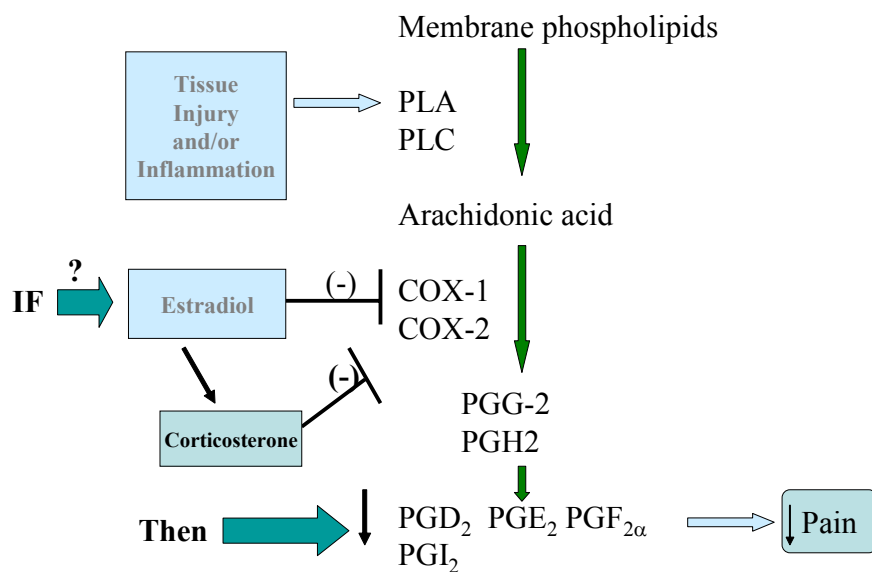 Membrane phospholipids
Tissue
Injury
and/or
Inflammation
PLA
PLC
Arachidonic acid
?
IF
Estradiol
(-)
COX-1
COX-2
(-)
Corticosterone
PGG-2
PGH2
Then
PGD₂ PGE₂ PGF₂α
PGI₂
Pain